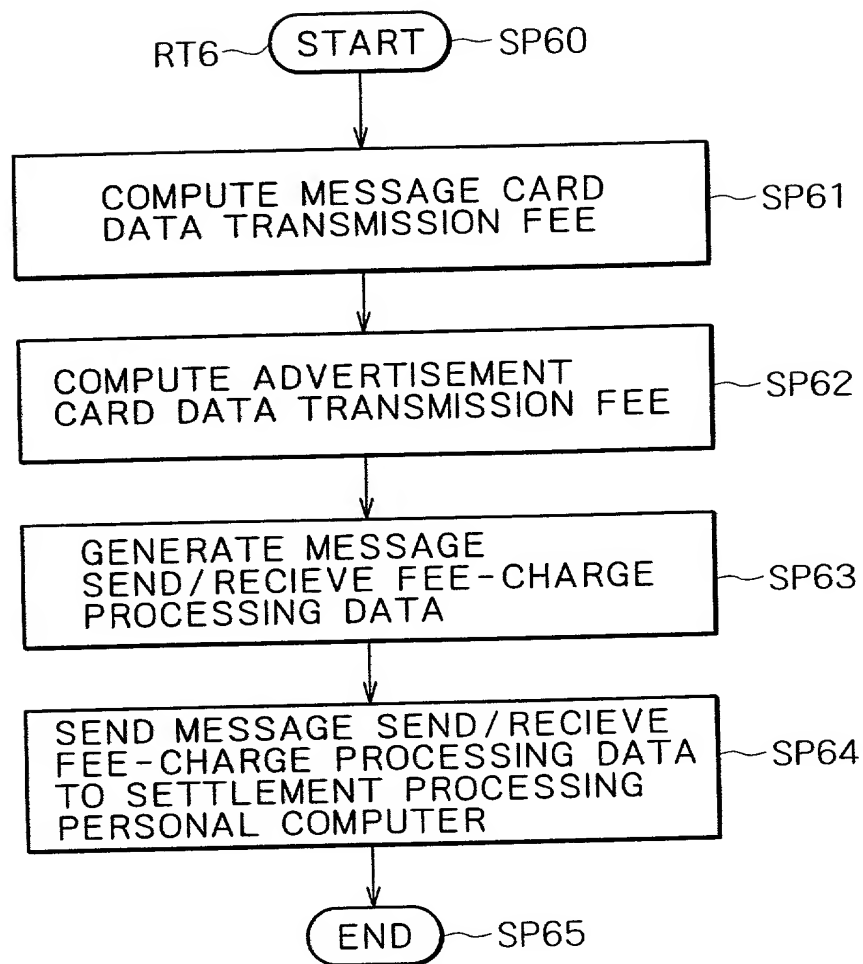 RT6 START SP60
COMPUTE MESSAGE CARD
DATA TRANSMISSION FEE
SP61
COMPUTE ADVERTISEMENT
CARD DATA TRANSMISSION FEE
SP62
GENERATE MESSAGE
SEND/RECIEVE FEE-CHARGE
PROCESSING DATA
SP63
SEND MESSAGE SEND/RECIEVE
FEE-CHARGE PROCESSING DATA
TO SETTLEMENT PROCESSING
PERSONAL COMPUTER
SP64
END SP65